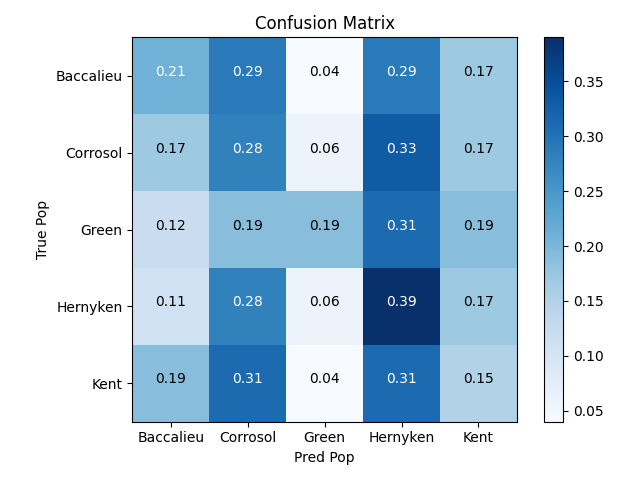 Confusion Matrix
True Pop
Baccalieu 0.21 0.29 0.04 0.29 0.17
Corrosol 0.17 0.28 0.06 0.33 0.17
Green 0.12 0.19 0.19 0.31 0.19
Hernyken 0.11 0.28 0.06 0.39 0.17
Kent 0.19 0.31 0.04 0.31 0.15
Baccalieu Corrosol Green Hernyken Kent
Pred Pop
0.35
0.30
0.25
0.20
0.15
0.10
0.05